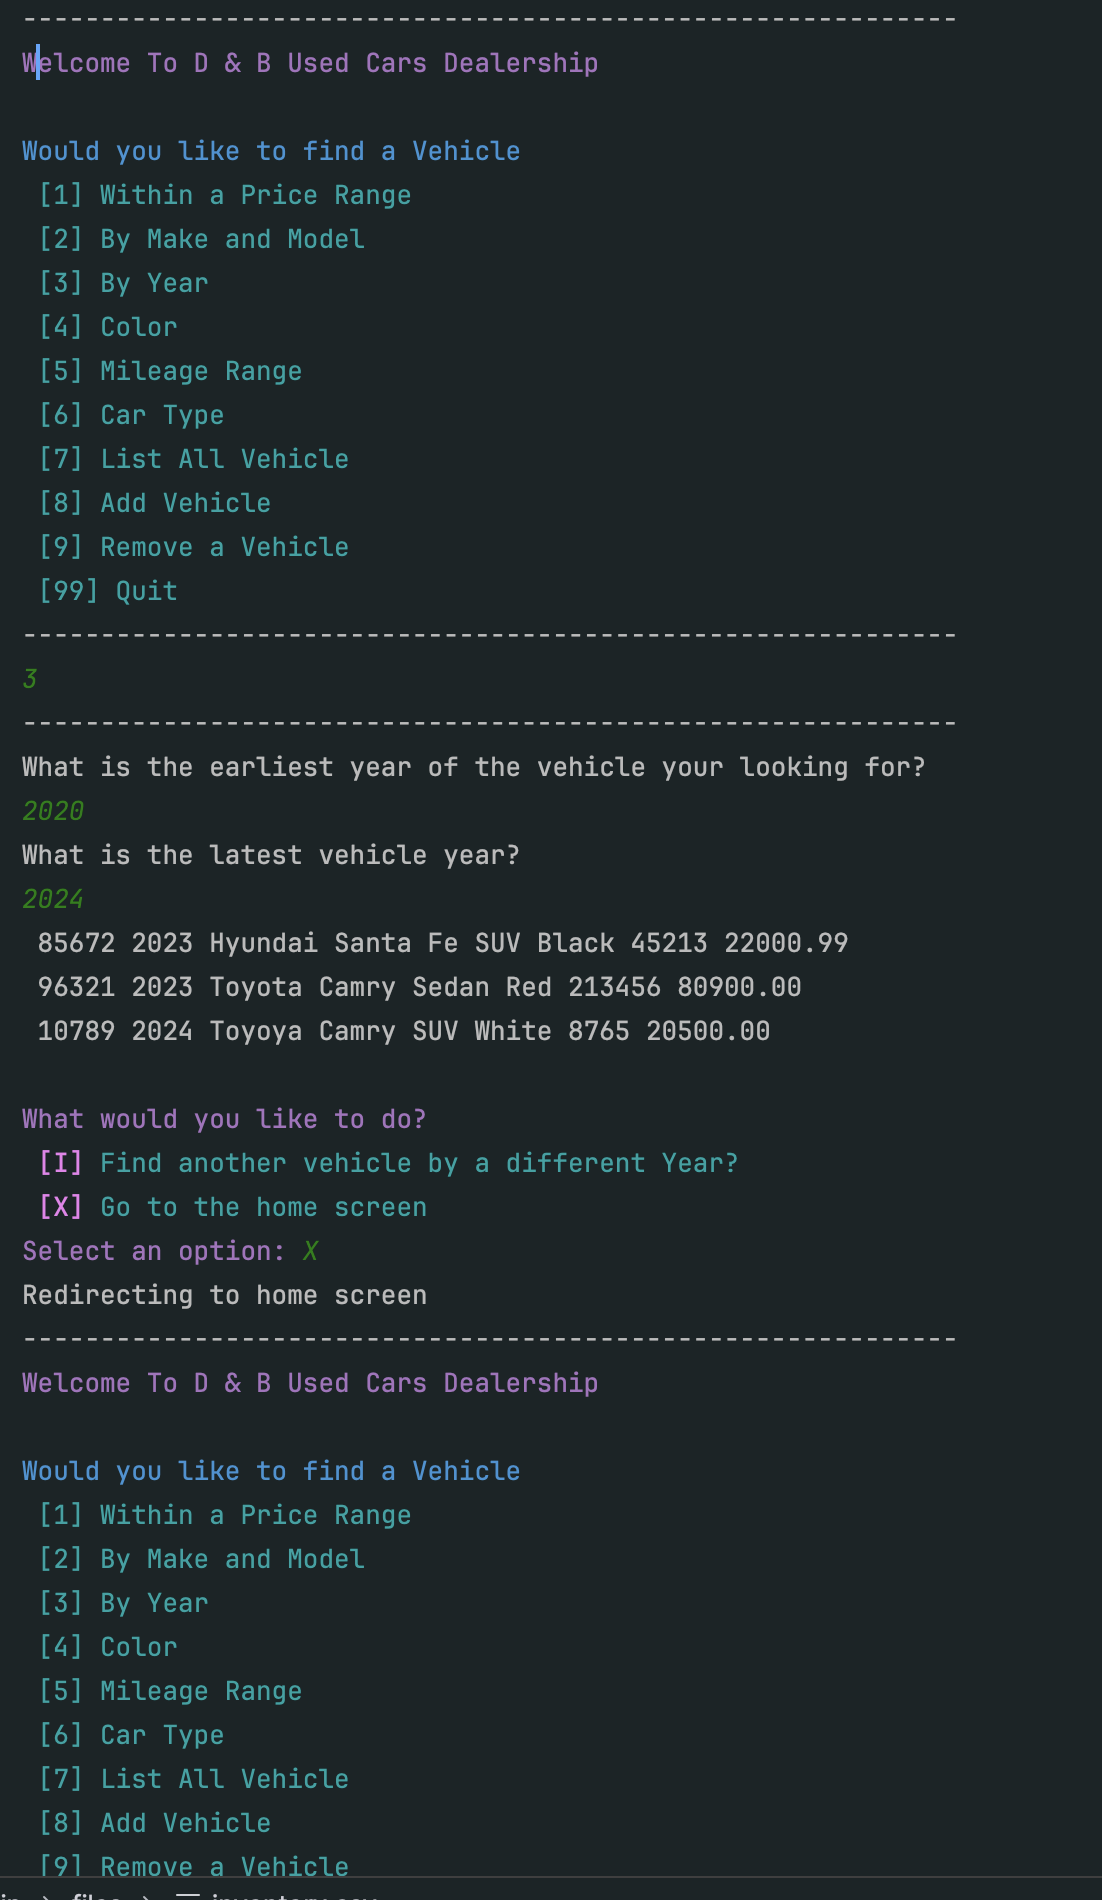 ------------------------------------------------------------
Welcome To D & B Used Cars Dealership
Would you like to find a Vehicle
[1] Within a Price Range
[2] By Make and Model
[3] By Year
[4] Color
[5] Mileage Range
[6] Car Type
[7] List All Vehicle
[8] Add Vehicle
[9] Remove a Vehicle
[99] Quit
------------------------------------------------------------
3
------------------------------------------------------------
What is the earliest year of the vehicle your looking for?
2020
What is the latest vehicle year?
2024
85672 2023 Hyundai Santa Fe SUV Black 45213 22000.99
96321 2023 Toyota Camry Sedan Red 213456 80900.00
10789 2024 Toyoya Camry SUV White 8765 20500.00
What would you like to do?
[I] Find another vehicle by a different Year?
[X] Go to the home screen
Select an option: X
Redirecting to home screen
------------------------------------------------------------
Welcome To D & B Used Cars Dealership
Would you like to find a Vehicle
[1] Within a Price Range
[2] By Make and Model
[3] By Year
[4] Color
[5] Mileage Range
[6] Car Type
[7] List All Vehicle
[8] Add Vehicle
[9] Remove a Vehicle